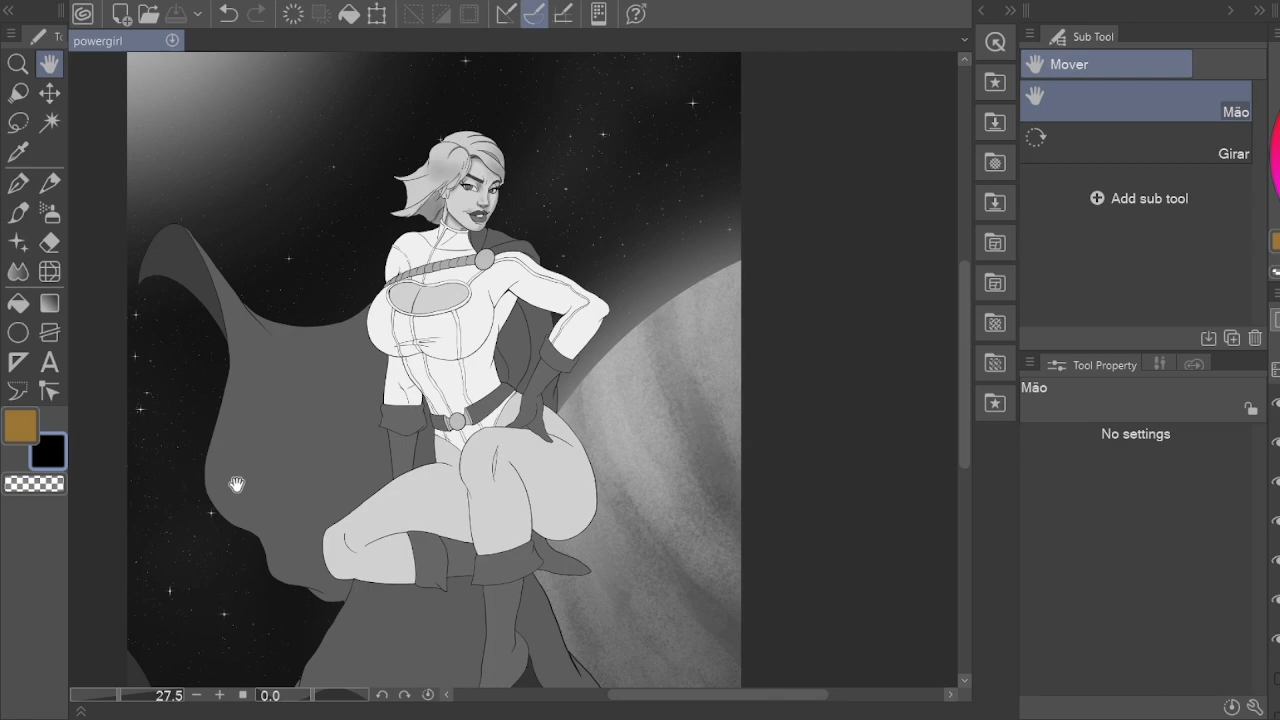 powergirl
Sub Tool
Mover
Mão
Girar
Add sub tool
Tool Property
Mão
No settings
27.5
0.0